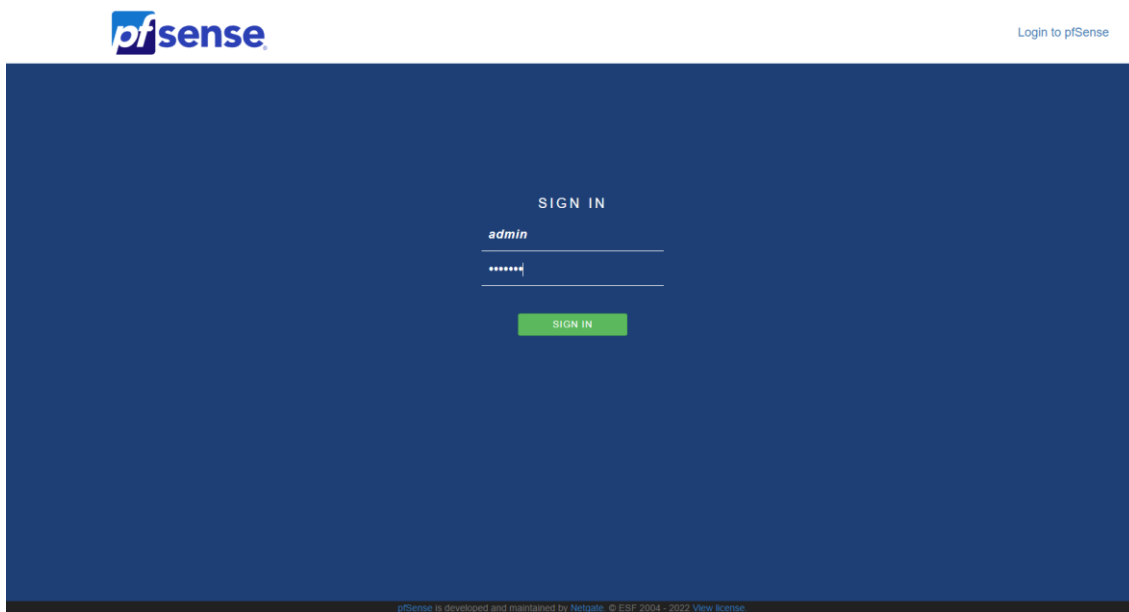 pfsense
Login to pfSense
SIGN IN
admin
•••••••
SIGN IN
pfSense is developed and maintained by Netgate. © ESF 2004 - 2022 View license.